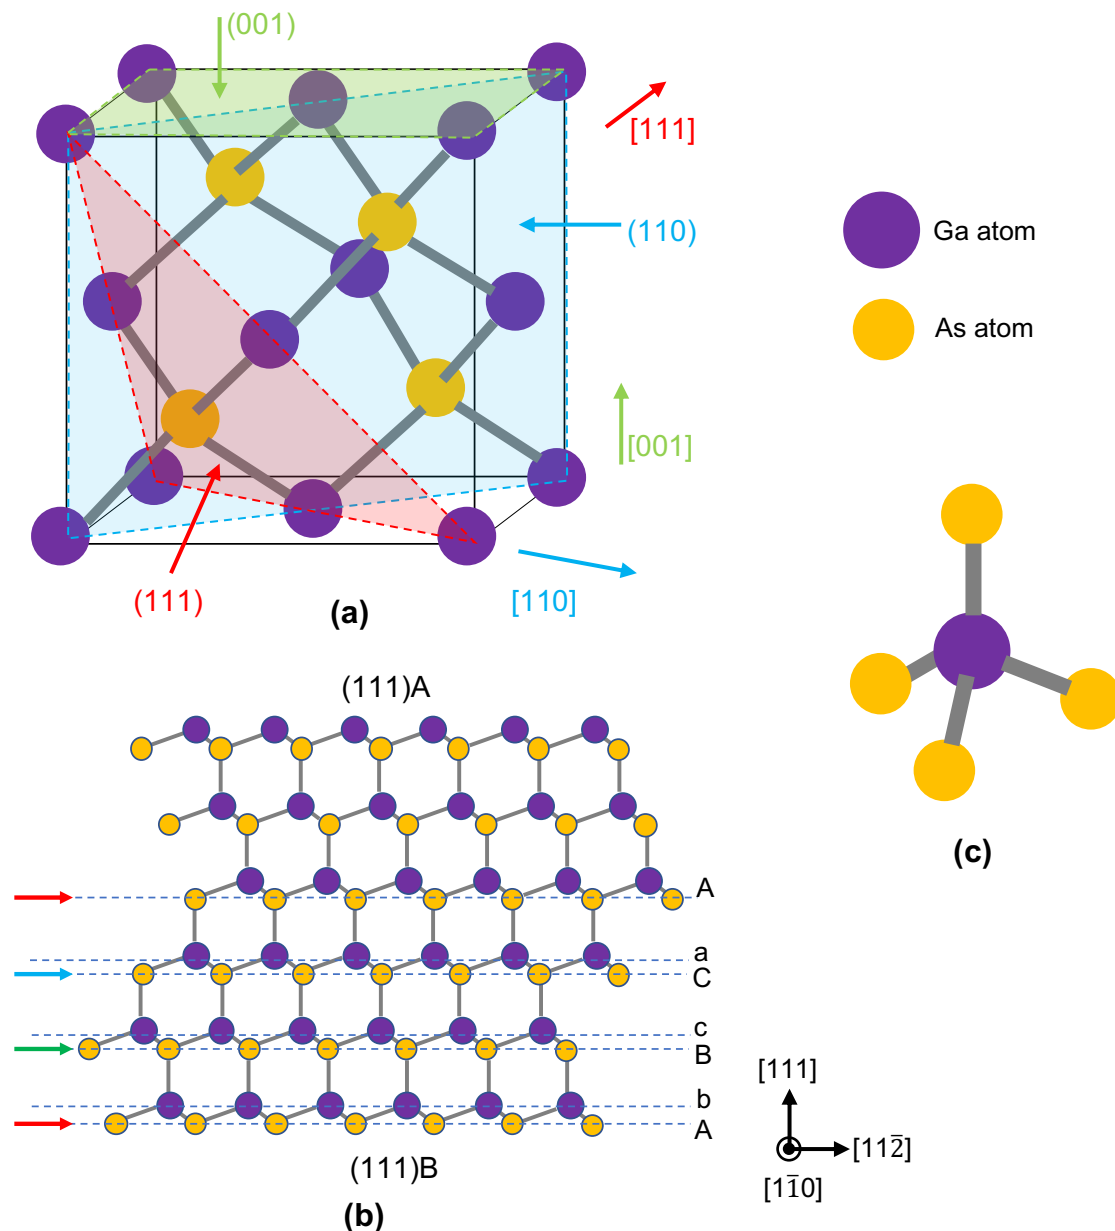 (001)
[111]
(110)
[001]
(111)
[110]
(a)
Ga atom
As atom
(c)
(111)A
A
a
C
c
B
b
A
(111)B
(b)
[111]
[112̅]
[11̅0]